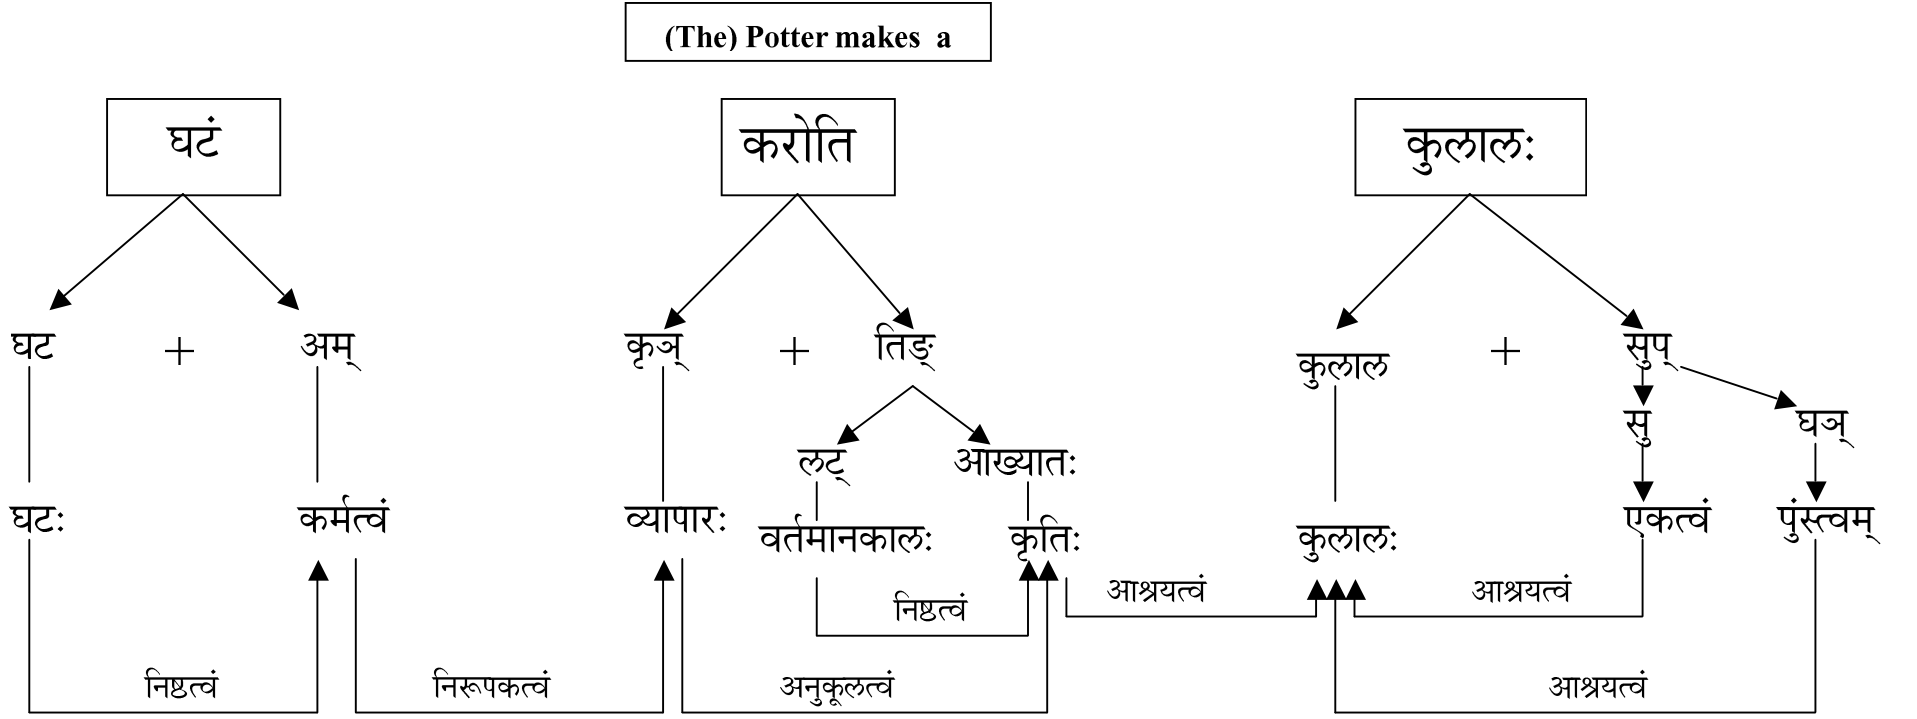 (The) Potter makes a
घटं करोति कुलालः
घट + अम् कृञ् + तिङ् कुलाल + सुप्
सु घञ्
लट् आख्यातः
घटः कर्मत्वं व्यापारः वर्तमानकालः कृतिः कुलालः एकत्वं पुंस्त्वम्
निष्ठत्वं आश्रयत्वं आश्रयत्वं
निष्ठत्वं निरूपकत्वं अनुकूलत्वं आश्रयत्वं